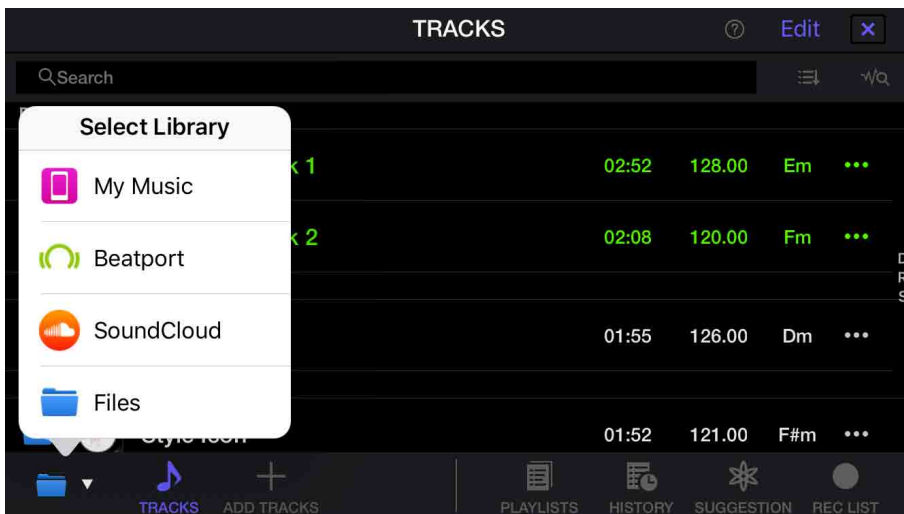 TRACKS
Edit
Search
Select Library
My Music
Beatport
SoundCloud
Files
k 1 02:52 128.00 Em
k 2 02:08 120.00 Fm
01:55 126.00 Dm
Style Icon 01:52 121.00 F#m
D
R
S
TRACKS ADD TRACKS PLAYLISTS HISTORY SUGGESTION REC LIST